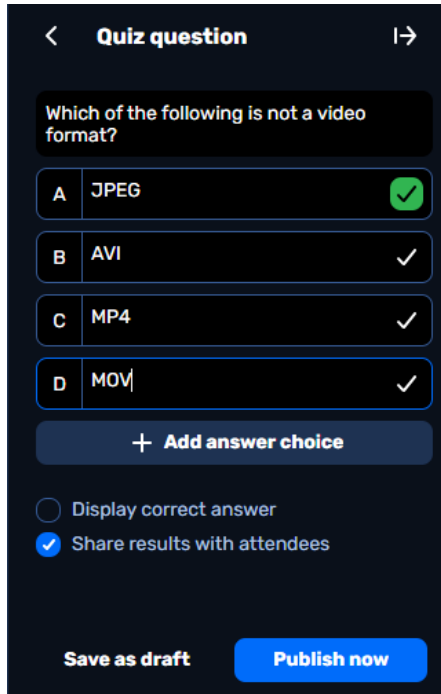 Quiz question
Which of the following is not a video
format?
A JPEG
B AVI
C MP4
D MOV
+ Add answer choice
Display correct answer
Share results with attendees
Save as draft Publish now